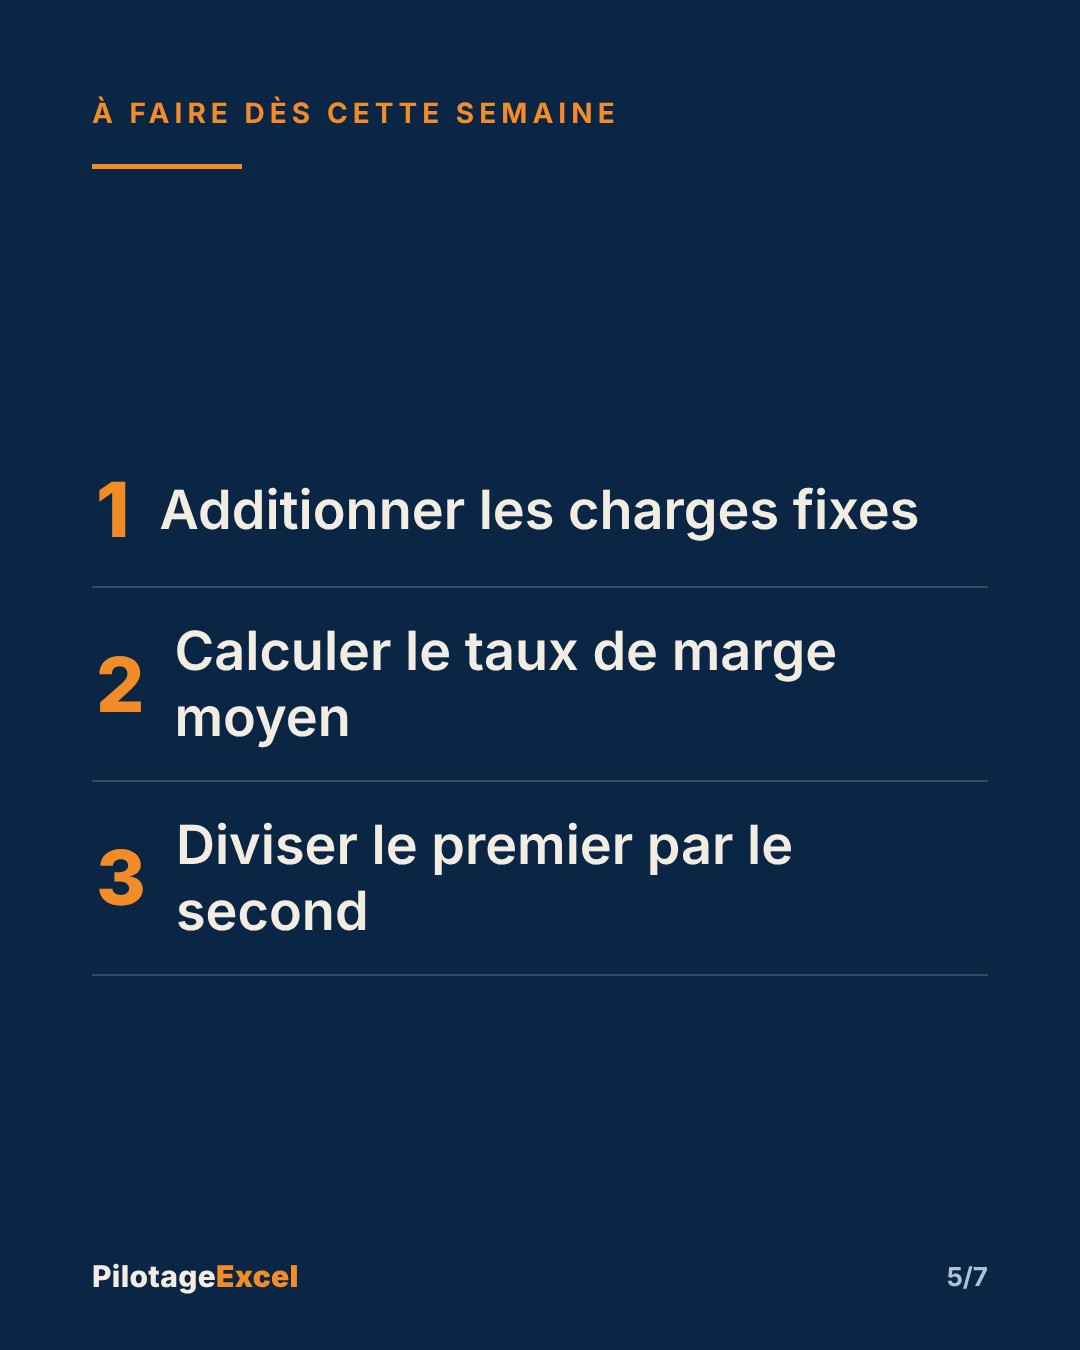 À FAIRE DÈS CETTE SEMAINE
1 Additionner les charges fixes
2 Calculer le taux de marge
moyen
3 Diviser le premier par le
second
PilotageExcel
5/7